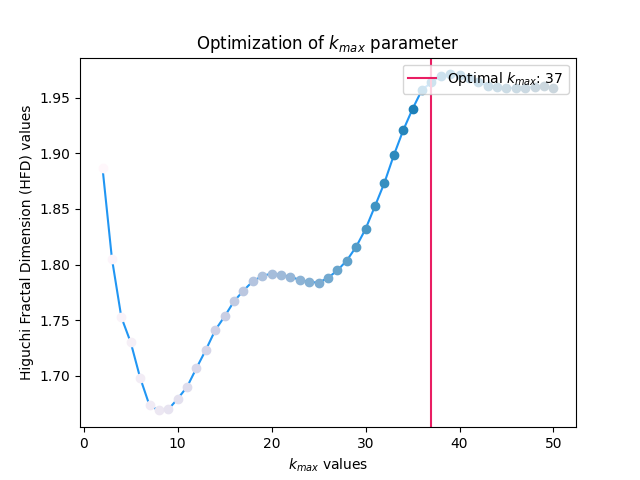 Optimization of k_max parameter
Optimal k_max: 37
1.95
1.90
1.85
1.80
1.75
1.70
Higuchi Fractal Dimension (HFD) values
0 10 20 30 40 50
k_max values